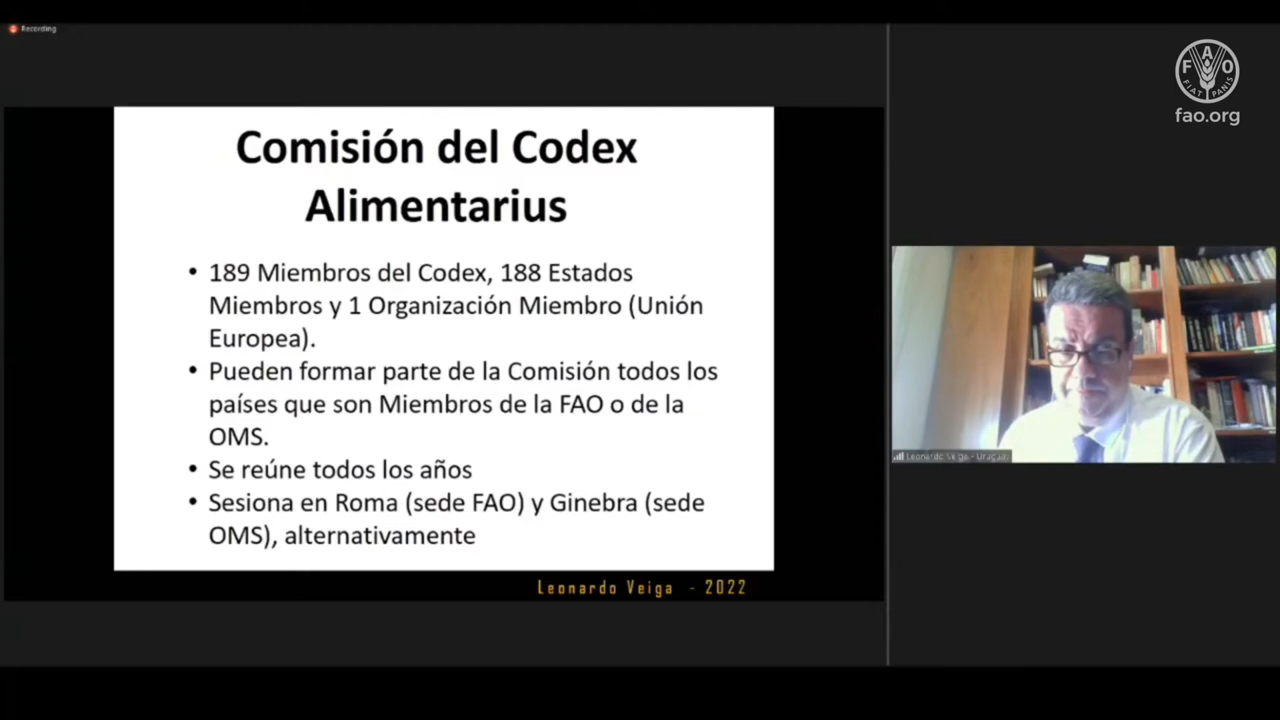 Recording
FAO
FIAT PANIS
fao.org
Comisión del Codex
Alimentarius
• 189 Miembros del Codex, 188 Estados
Miembros y 1 Organización Miembro (Unión
Europea).
• Pueden formar parte de la Comisión todos los
países que son Miembros de la FAO o de la
OMS.
• Se reúne todos los años
• Sesiona en Roma (sede FAO) y Ginebra (sede
OMS), alternativamente
Leonardo Veiga - 2022
Leonardo Veiga - Uruguay